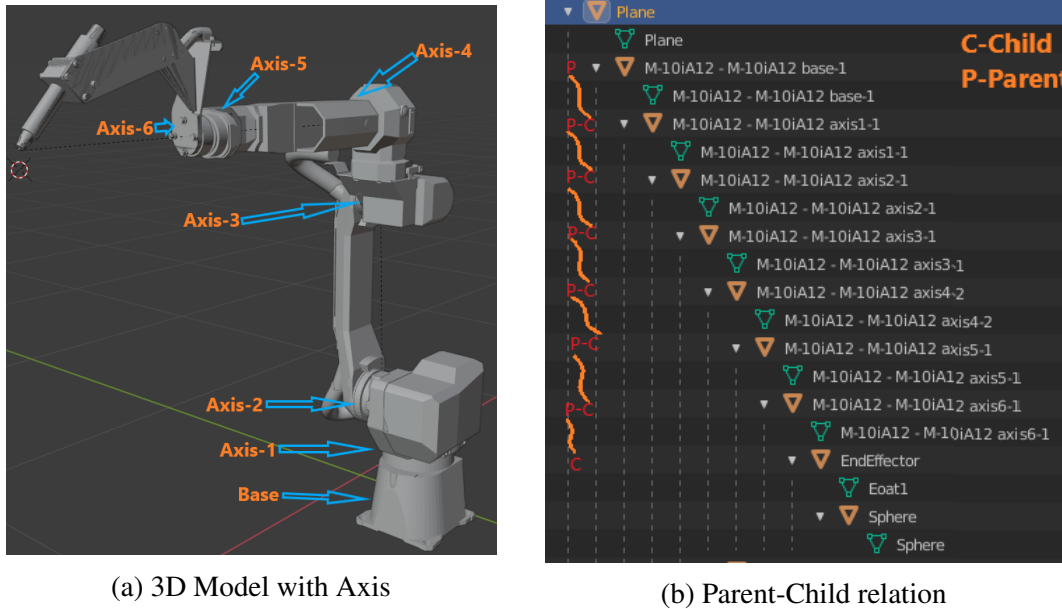 Axis-5
Axis-4
Axis-6
Axis-3
Axis-2
Axis-1
Base
(a) 3D Model with Axis
Plane
Plane
C-Child
P M-10iA12 - M-10iA12 base-1
P-Parent
M-10iA12 - M-10iA12 base-1
P-C M-10iA12 - M-10iA12 axis1-1
M-10iA12 - M-10iA12 axis1-1
P-C M-10iA12 - M-10iA12 axis2-1
M-10iA12 - M-10iA12 axis2-1
P-C M-10iA12 - M-10iA12 axis3-1
M-10iA12 - M-10iA12 axis3-1
P-C M-10iA12 - M-10iA12 axis4-2
M-10iA12 - M-10iA12 axis4-2
P-C M-10iA12 - M-10iA12 axis5-1
M-10iA12 - M-10iA12 axis5-1
P-C M-10iA12 - M-10iA12 axis6-1
M-10iA12 - M-10iA12 axis6-1
C EndEffector
Eoat1
Sphere
Sphere
(b) Parent-Child relation